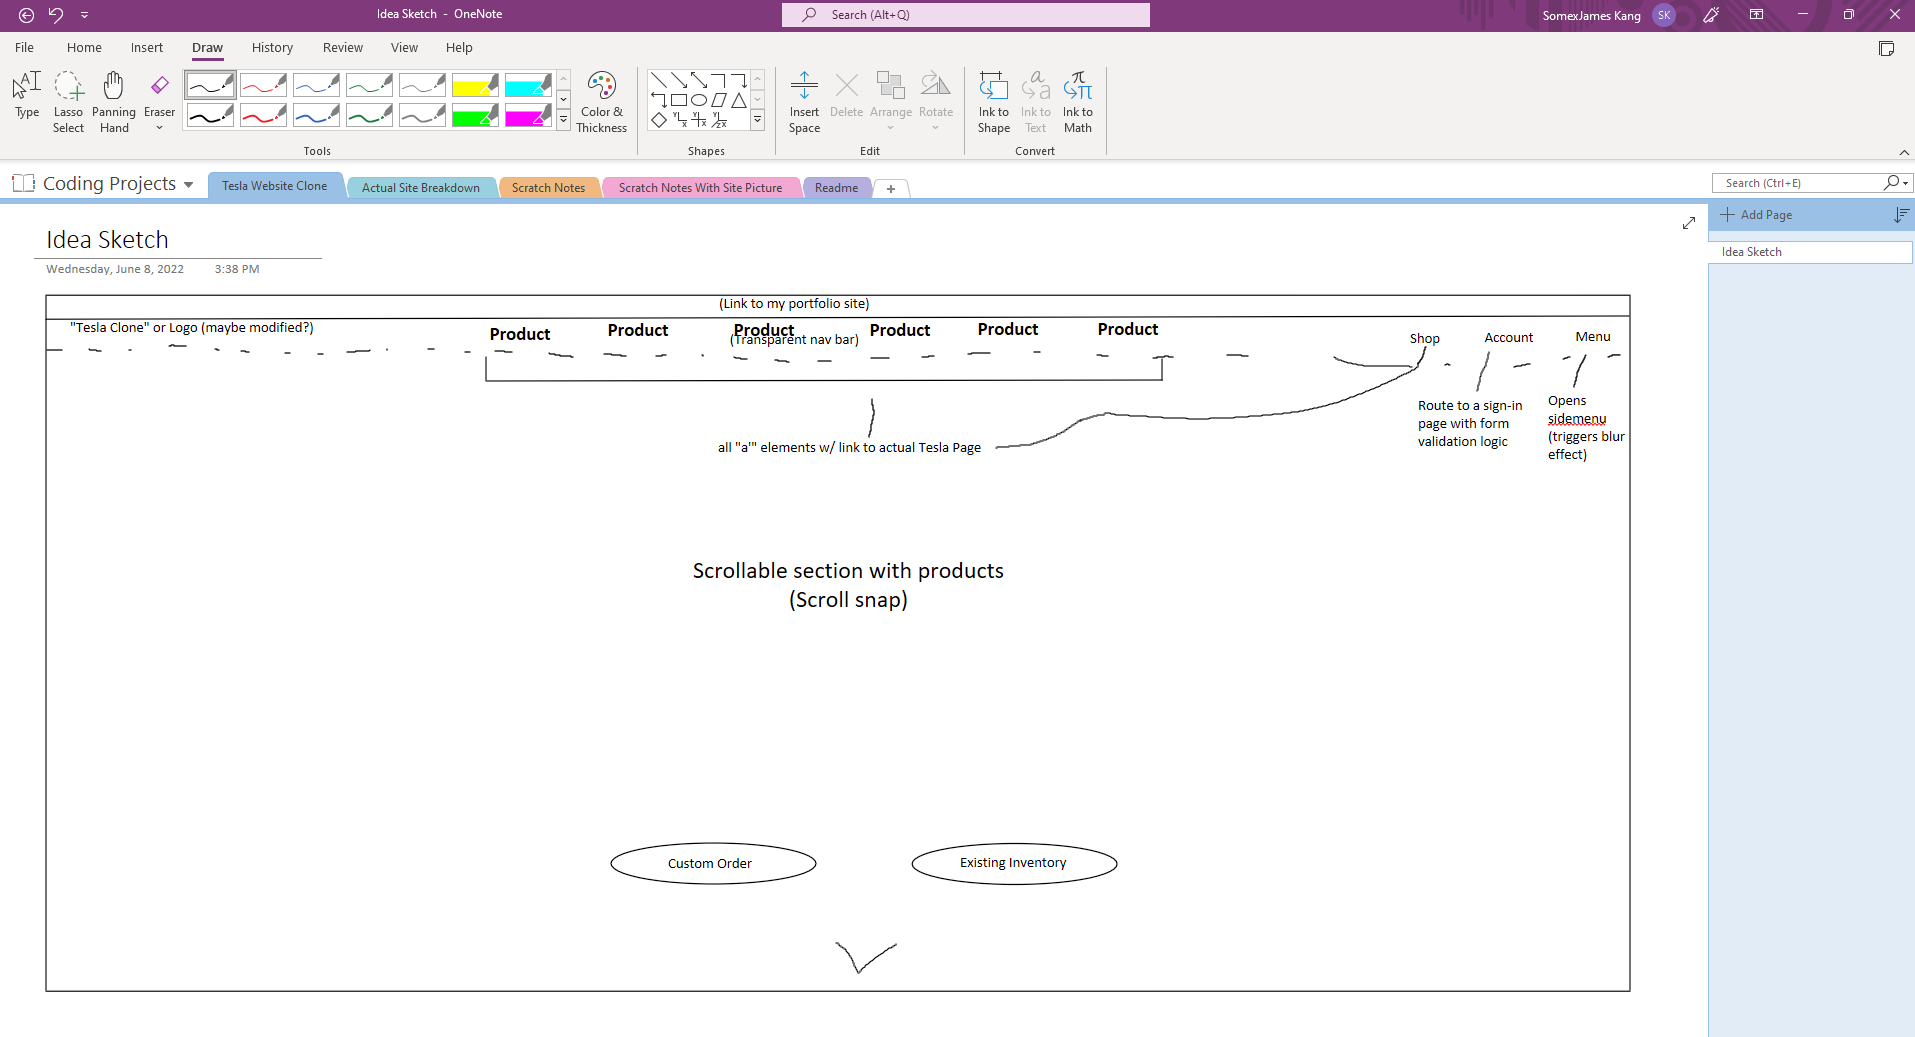 Idea Sketch - OneNote
Search (Alt+Q)
SomexJames Kang
SK
File Home Insert Draw History Review View Help
Type
Lasso Select
Panning Hand
Eraser
Color & Thickness
Insert Space
Delete
Arrange
Rotate
Ink to Shape
Ink to Text
Ink to Math
Tools
Shapes
Edit
Convert
Coding Projects
Tesla Website Clone
Actual Site Breakdown
Scratch Notes
Scratch Notes With Site Picture
Readme
Search (Ctrl+E)
Add Page
Idea Sketch
Idea Sketch
Wednesday, June 8, 2022 3:38 PM
(Link to my portfolio site)
"Tesla Clone" or Logo (maybe modified?)
Product Product Product Product Product Product
(Transparent nav bar)
Shop Account Menu
Route to a sign-in
page with form
validation logic
Opens
sidemenu
(triggers blur
effect)
all "a'" elements w/ link to actual Tesla Page
Scrollable section with products
(Scroll snap)
Custom Order
Existing Inventory